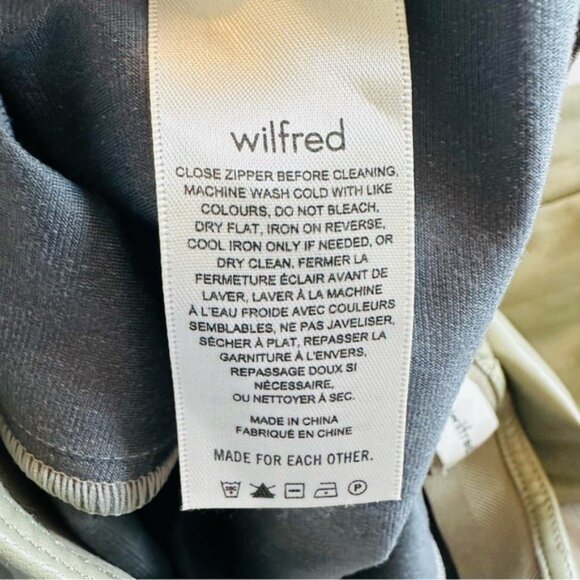 wilfred
CLOSE ZIPPER BEFORE CLEANING,
MACHINE WASH COLD WITH LIKE
COLOURS, DO NOT BLEACH,
DRY FLAT, IRON ON REVERSE,
COOL IRON ONLY IF NEEDED, OR
DRY CLEAN. FERMER LA
FERMETURE ÉCLAIR AVANT DE
LAVER, LAVER À LA MACHINE
À L'EAU FROIDE AVEC COULEURS
SEMBLABLES, NE PAS JAVELISER,
SÉCHER À PLAT, REPASSER LA
GARNITURE À L'ENVERS,
REPASSAGE DOUX SI
NÉCESSAIRE,
OU NETTOYER À SEC.
MADE IN CHINA
FABRIQUÉ EN CHINE
MADE FOR EACH OTHER.
P
wilfred